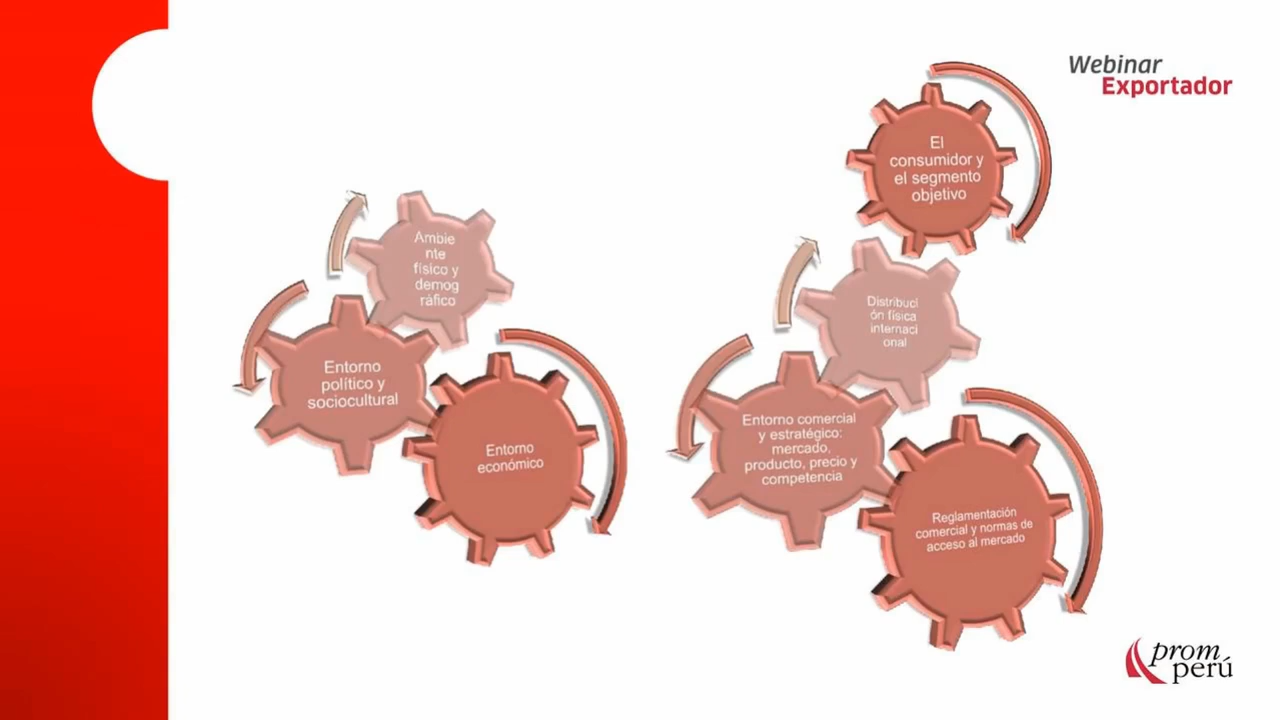 Webinar
Exportador
Ambie
nte
físico y
demog
ráfico
Entorno
político y
sociocultural
Entorno
económico
El
consumidor y
el segmento
objetivo
Distribuci
ón física
internaci
onal
Entorno comercial
y estratégico:
mercado,
producto, precio y
competencia
Reglamentación
comercial y normas de
acceso al mercado
prom
perú